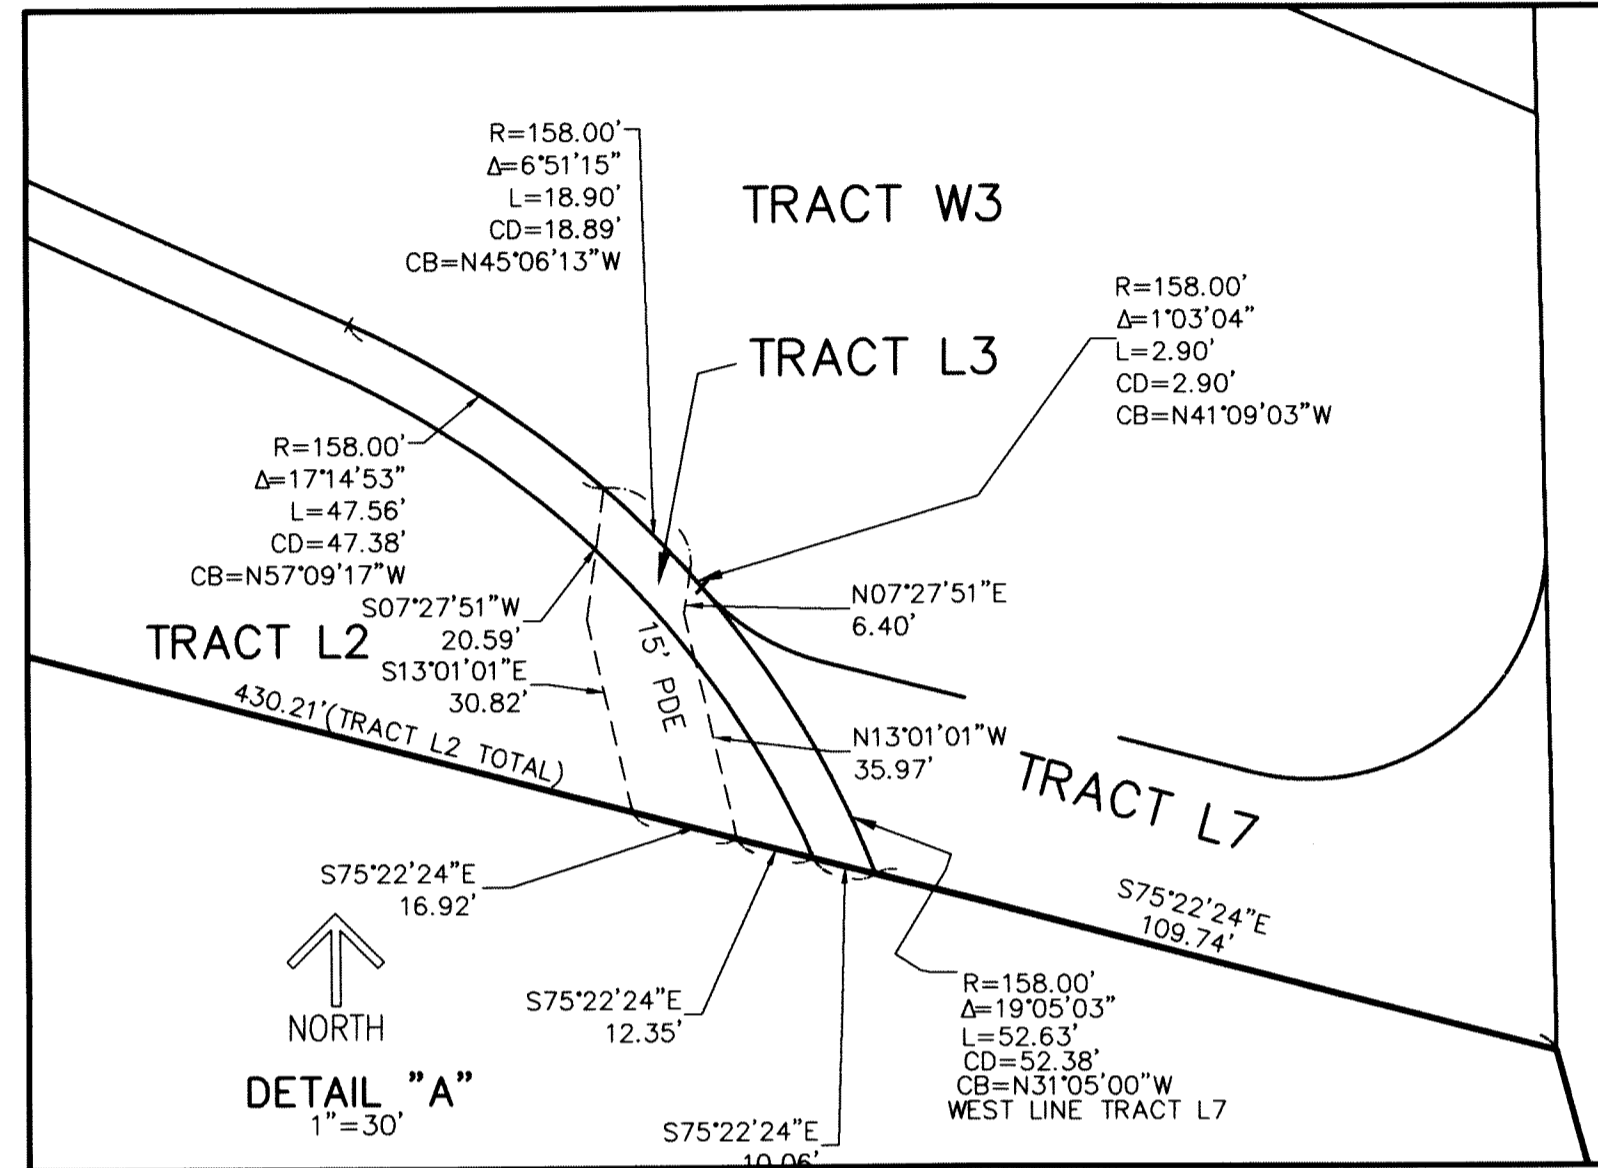 R=158.00'
Δ=6°51'15"
L=18.90'
CD=18.89'
CB=N45°06'13"W
TRACT W3
R=158.00'
Δ=1°03'04"
L=2.90'
CD=2.90'
CB=N41°09'03"W
TRACT L3
R=158.00'
Δ=17°14'53"
L=47.56'
CD=47.38'
CB=N57°09'17"W
S07°27'51"W
20.59'
N07°27'51"E
6.40'
TRACT L2
S13°01'01"E
30.82'
15' PDE
430.21'(TRACT L2 TOTAL)
N13°01'01"W
35.97'
TRACT L7
S75°22'24"E
16.92'
S75°22'24"E
109.74'
NORTH
S75°22'24"E
12.35'
R=158.00'
Δ=19°05'03"
L=52.63'
CD=52.38'
CB=N31°05'00"W
WEST LINE TRACT L7
DETAIL "A"
1"=30'
S75°22'24"E
10.06'